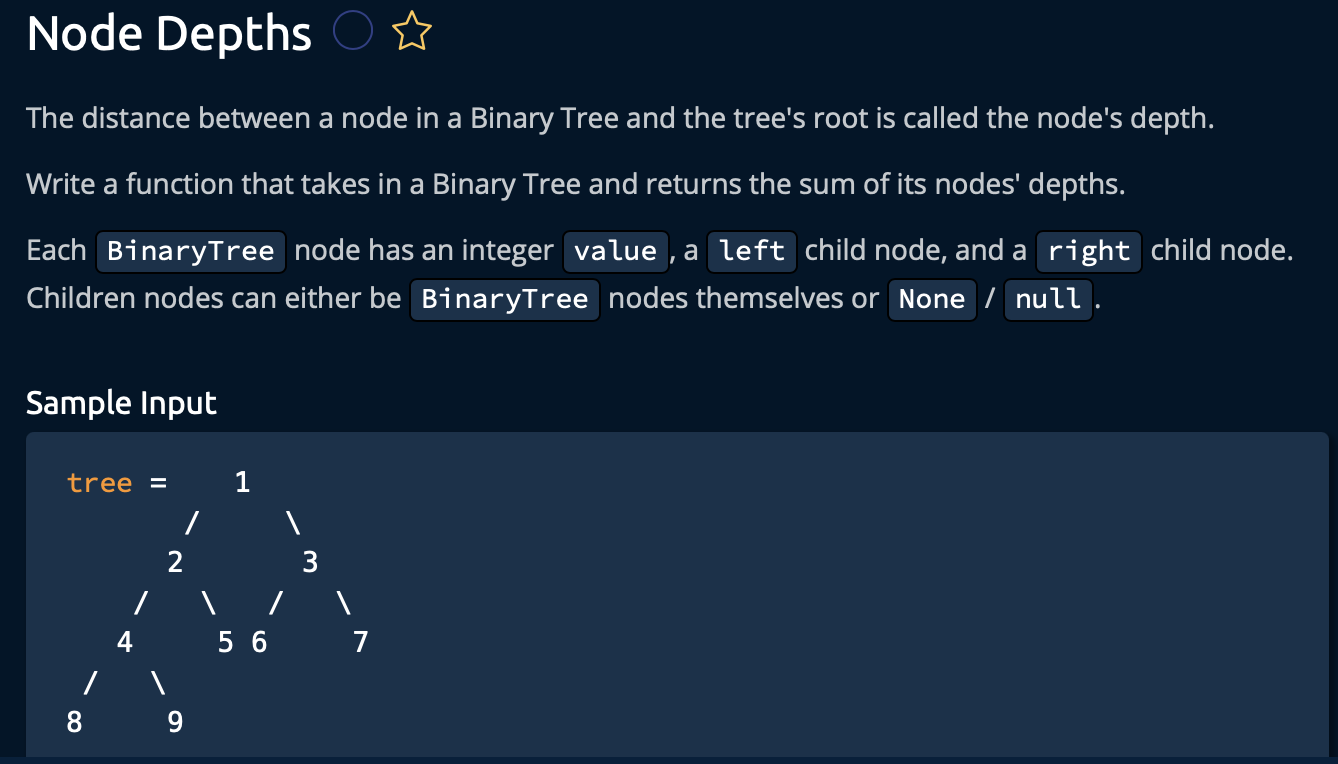 Node Depths
The distance between a node in a Binary Tree and the tree's root is called the node's depth.
Write a function that takes in a Binary Tree and returns the sum of its nodes' depths.
Each BinaryTree node has an integer value, a left child node, and a right child node.
Children nodes can either be BinaryTree nodes themselves or None / null.
Sample Input
tree =    1
       /     \
      2       3
    /   \   /   \
   4     5 6     7
 /   \
8     9